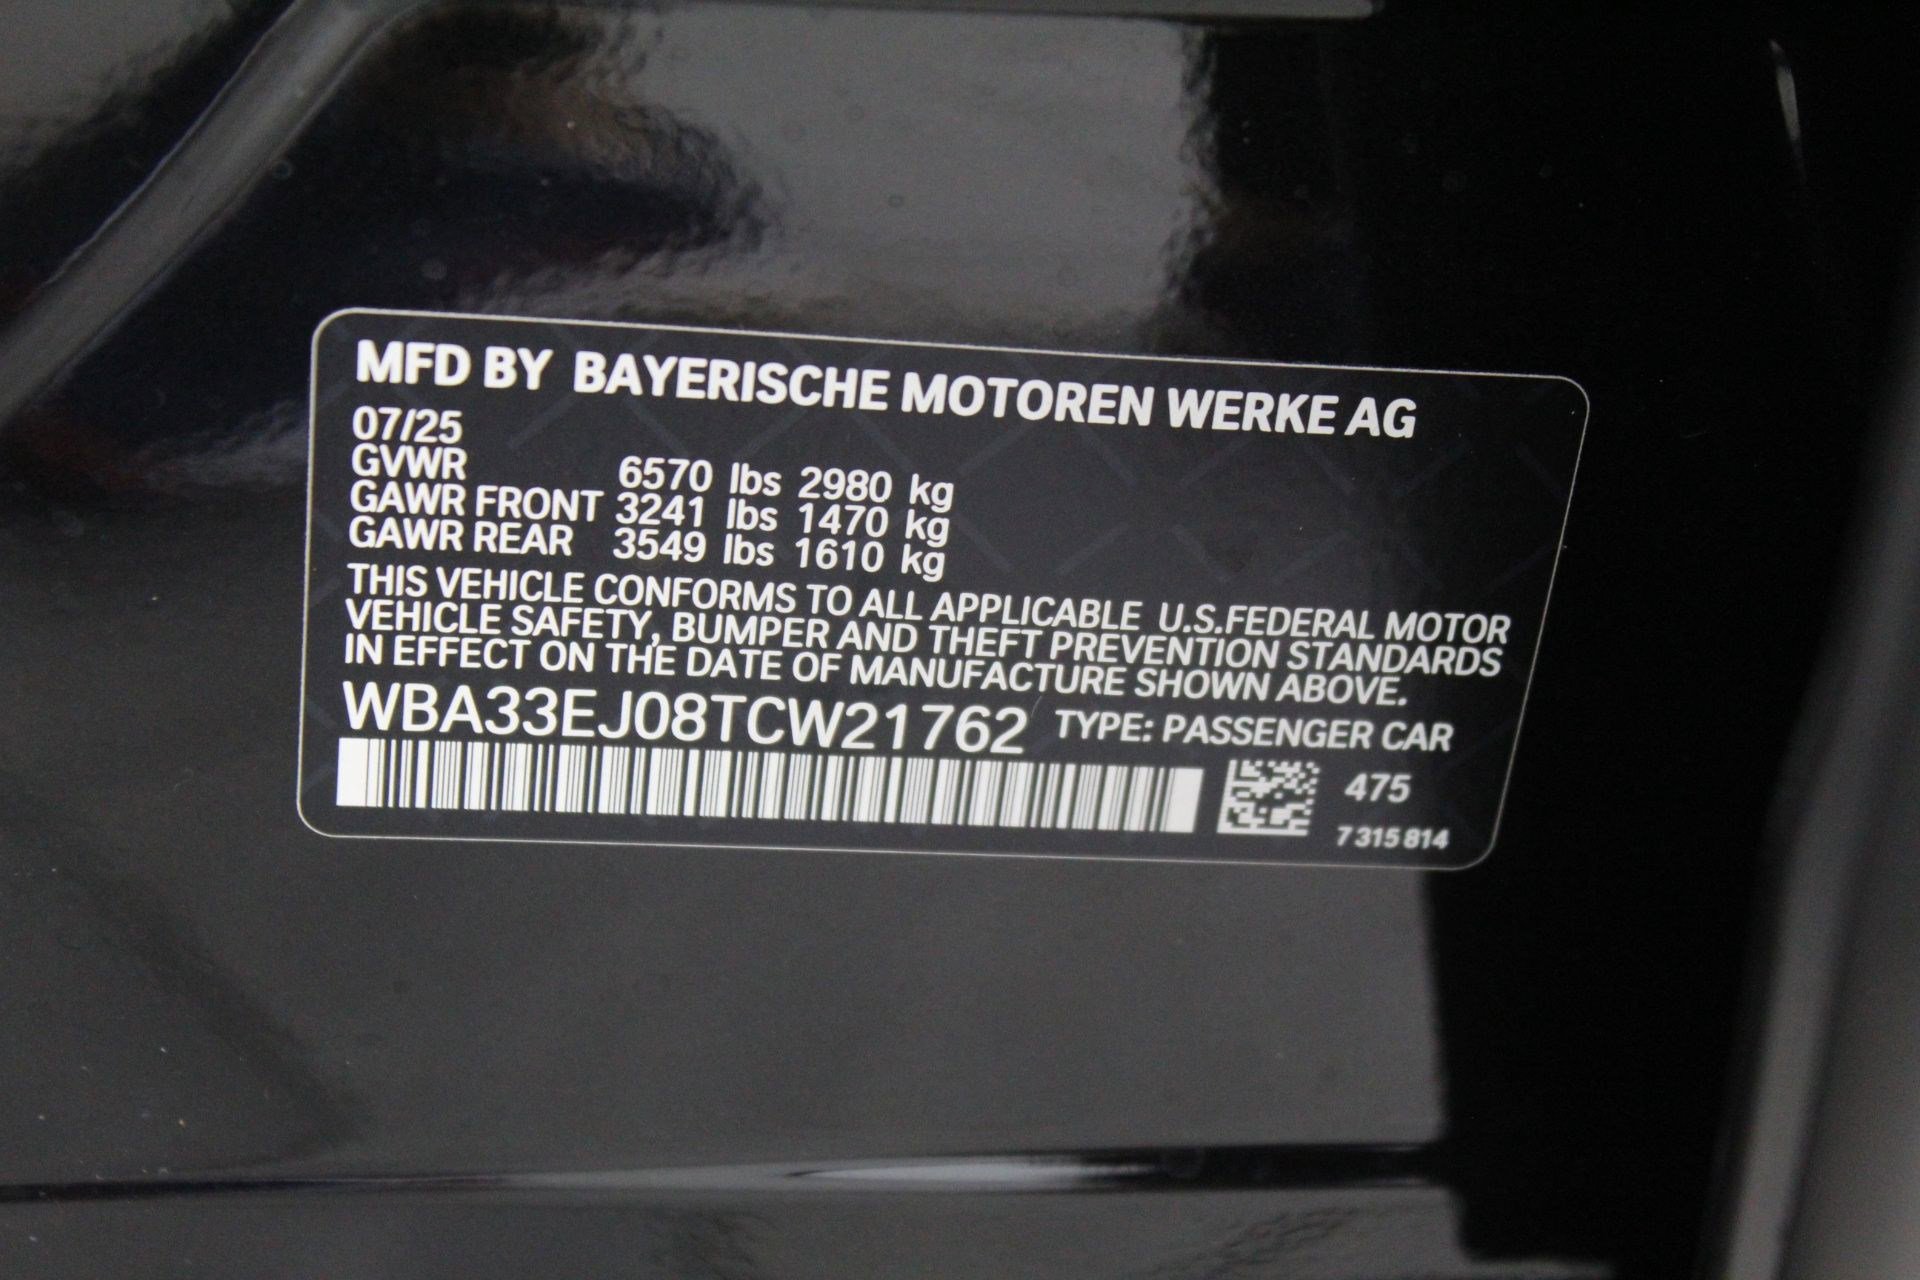 MFD BY BAYERISCHE MOTOREN WERKE AG
07/25
GVWR 6570 lbs 2980 kg
GAWR FRONT 3241 lbs 1470 kg
GAWR REAR 3549 lbs 1610 kg
THIS VEHICLE CONFORMS TO ALL APPLICABLE U.S.FEDERAL MOTOR
VEHICLE SAFETY, BUMPER AND THEFT PREVENTION STANDARDS
IN EFFECT ON THE DATE OF MANUFACTURE SHOWN ABOVE.
WBA33EJ08TCW21762 TYPE: PASSENGER CAR
475
7 315 814